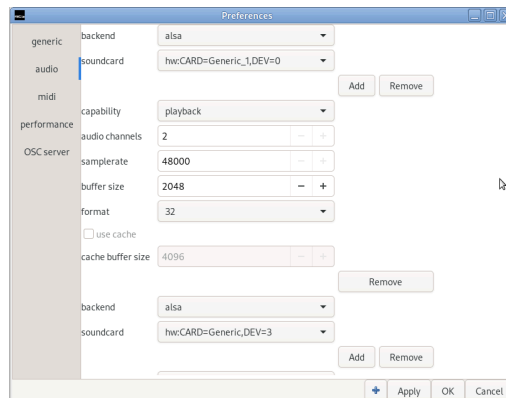 Preferences
generic
audio
midi
performance
OSC server
backend alsa
soundcard hw:CARD=Generic_1,DEV=0
Add Remove
capability playback
audio channels 2
samplerate 48000
buffer size 2048
format 32
use cache
cache buffer size 4096
Remove
backend alsa
soundcard hw:CARD=Generic,DEV=3
Add Remove
Apply OK Cancel